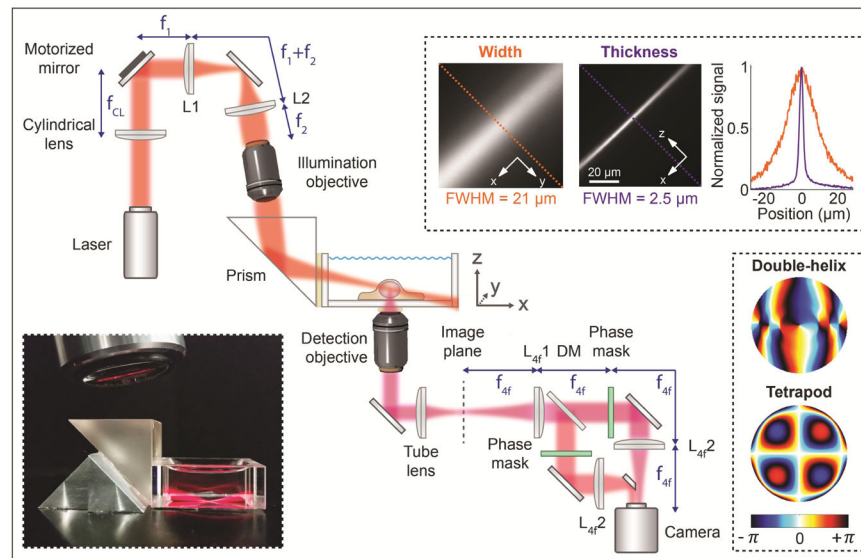 f₁
Motorized
mirror
f_CL
L1
f₁+f₂
L2
f₂
Cylindrical
lens
Illumination
objective
Laser
Prism
z
y
x
Width
Thickness
x
y
z
20 µm
x
FWHM = 21 µm
FWHM = 2.5 µm
Normalized signal
1
0.5
0
-20
0
20
Position (µm)
Detection
objective
Image
plane
L₄f1
DM
Phase
mask
f₄f
f₄f
f₄f
Tube
lens
Phase
mask
L₄f2
f₄f
L₄f2
Camera
Double-helix
Tetrapod
-π
0
+π